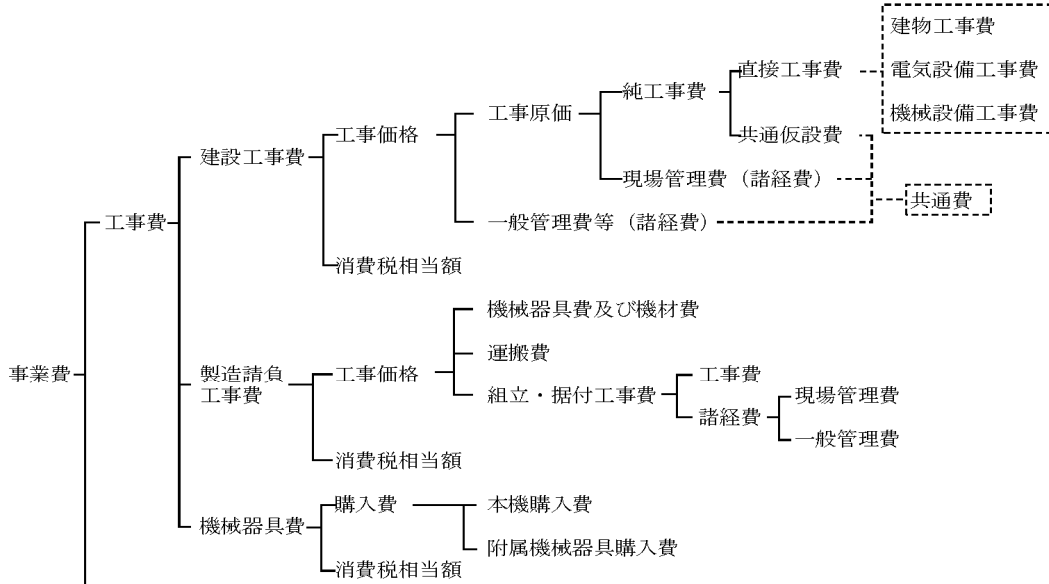 建物工事費
電気設備工事費
機械設備工事費
直接工事費
純工事費
工事原価
共通仮設費
工事価格
建設工事費
現場管理費（諸経費）
共通費
工事費
一般管理費等（諸経費）
消費税相当額
機械器具費及び機材費
運搬費
事業費
製造請負
工事費
工事価格
組立・据付工事費
工事費
諸経費
現場管理費
一般管理費
消費税相当額
機械器具費
購入費
本機購入費
附属機械器具購入費
消費税相当額